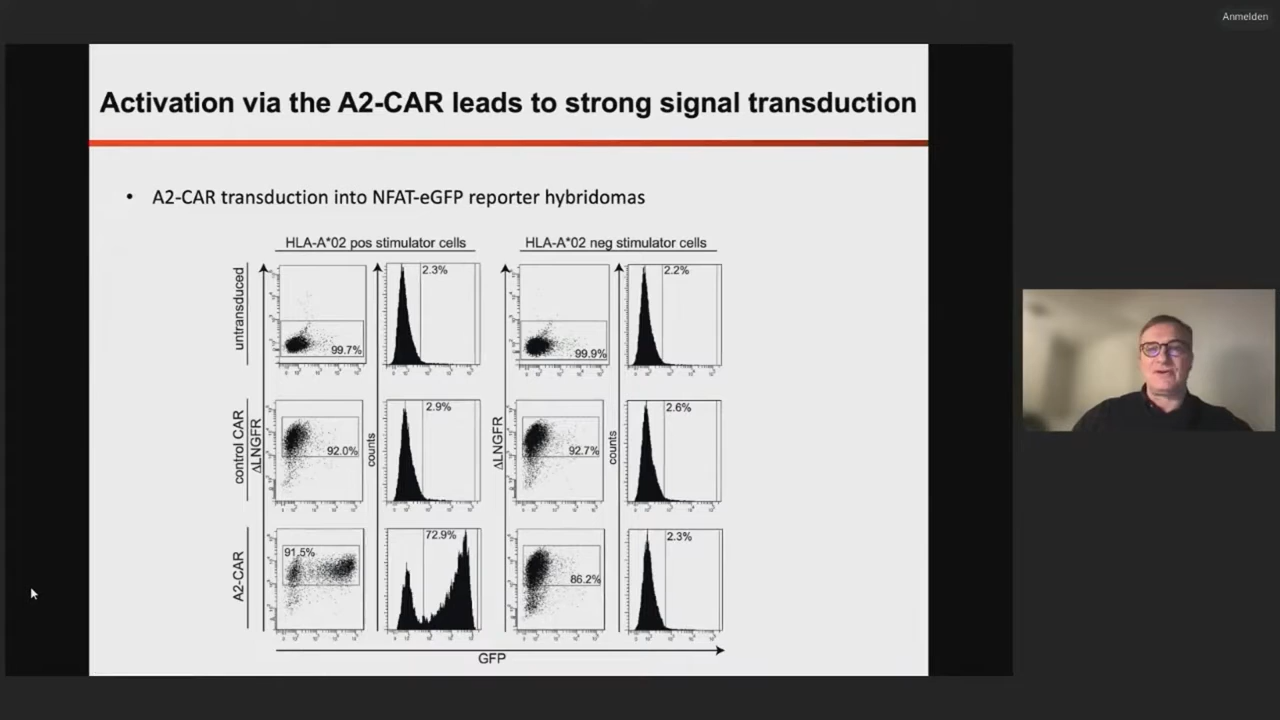 Anmelden
Activation via the A2-CAR leads to strong signal transduction
• A2-CAR transduction into NFAT-eGFP reporter hybridomas
HLA-A*02 pos stimulator cells
HLA-A*02 neg stimulator cells
untransduced
99.7%
2.3%
99.9%
2.2%
control CAR
ΔLNGFR
92.0%
counts
2.9%
ΔLNGFR
92.7%
counts
2.6%
A2-CAR
91.5%
72.9%
86.2%
2.3%
GFP